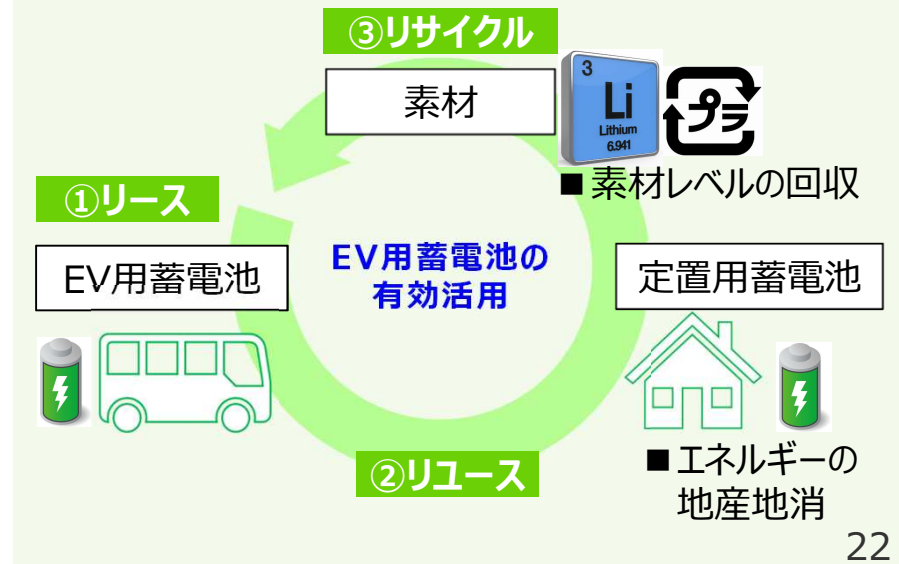 ③リサイクル
素材
3
Li
Lithium
6.941
プラ
■素材レベルの回収
①リース
EV用蓄電池
EV用蓄電池の
有効活用
定置用蓄電池
②リユース
■エネルギーの
地産地消
22